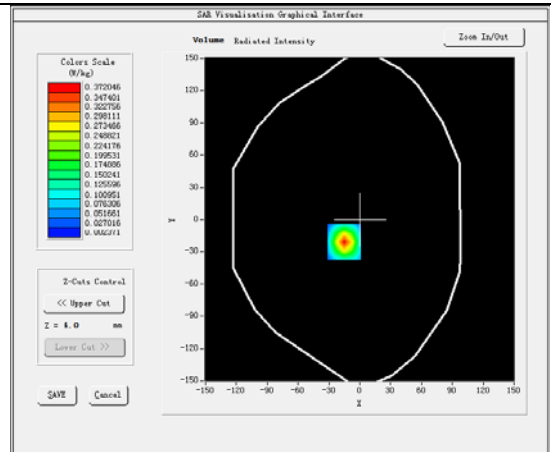 SAR Visualisation Graphical Interface
Volume Radiated Intensity
Zoom In/Out
Colors Scale
(W/kg)
0.372046
0.347401
0.322756
0.298111
0.273466
0.248821
0.224176
0.199531
0.174886
0.150241
0.125596
0.100951
0.076306
0.051661
0.027016
0.002371
Z-Cuts Control
<< Upper Cut
Z = 4.0 mm
Lower Cut >>
SAVE Cancel
150
120
90
60
30
0
-30
-60
-90
-120
-150
Y
-150 -120 -90 -60 -30 0 30 60 90 120 150
X